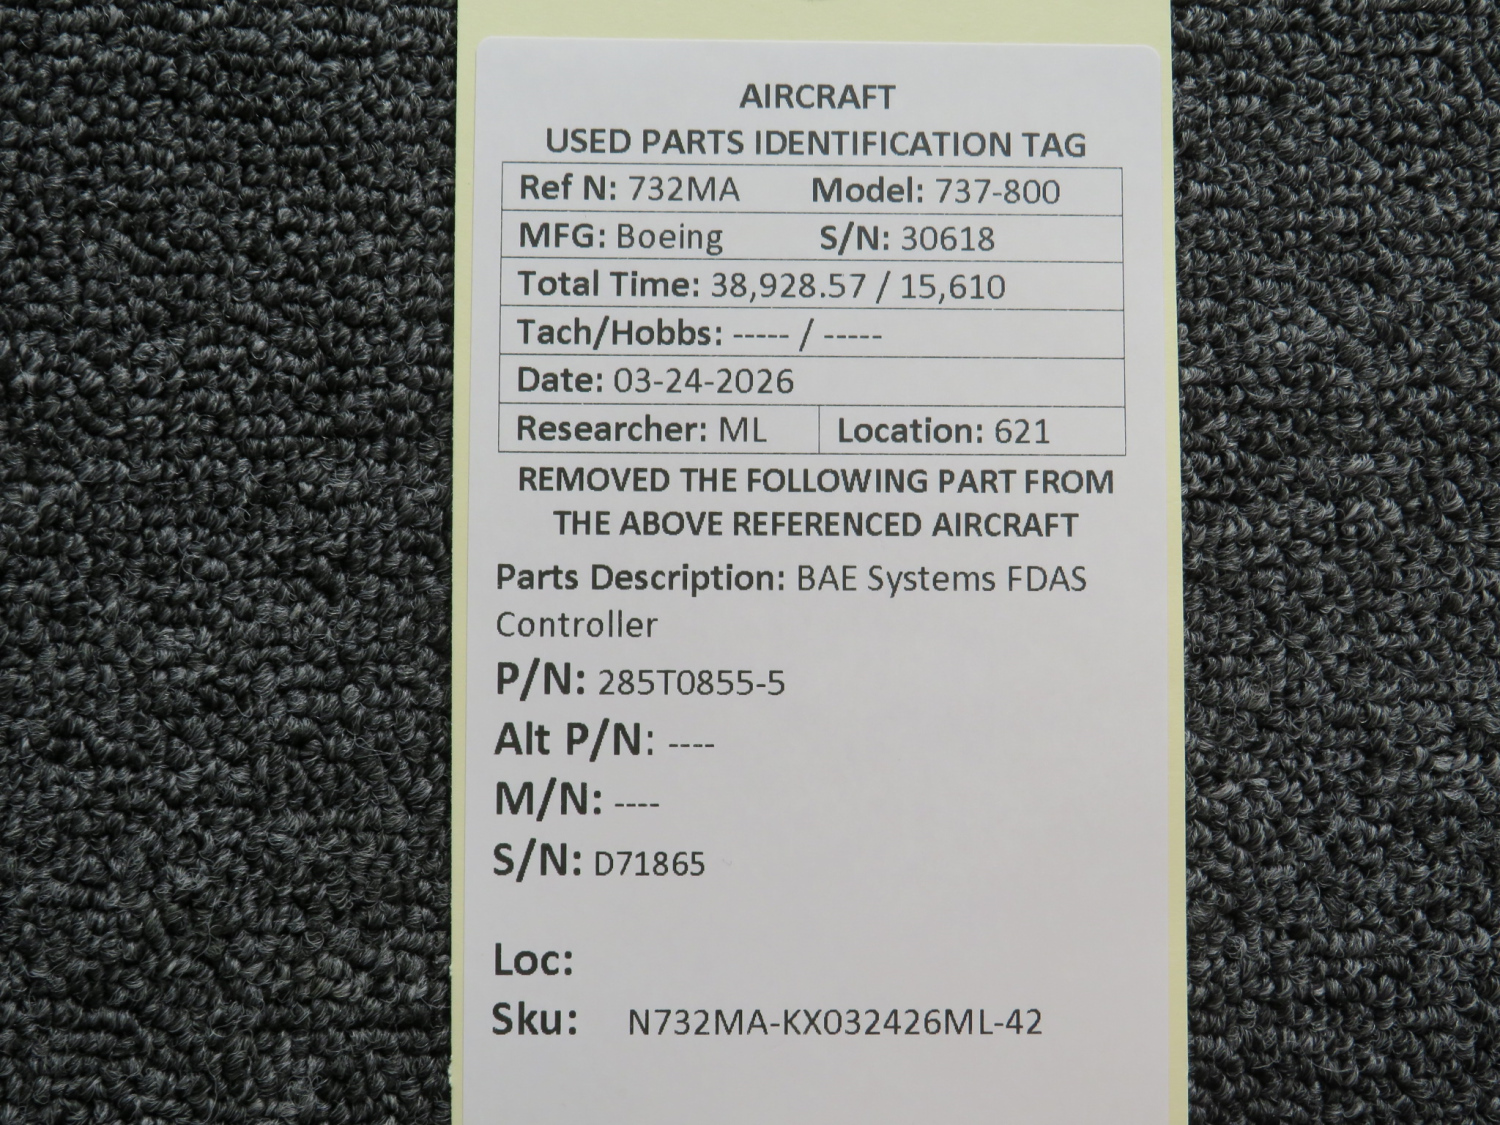 AIRCRAFT
USED PARTS IDENTIFICATION TAG
Ref N: 732MA Model: 737-800
MFG: Boeing S/N: 30618
Total Time: 38,928.57 / 15,610
Tach/Hobbs: ----- / -----
Date: 03-24-2026
Researcher: ML Location: 621
REMOVED THE FOLLOWING PART FROM
THE ABOVE REFERENCED AIRCRAFT
Parts Description: BAE Systems FDAS
Controller
P/N: 285T0855-5
Alt P/N: ----
M/N: ----
S/N: D71865
Loc:
Sku: N732MA-KX032426ML-42